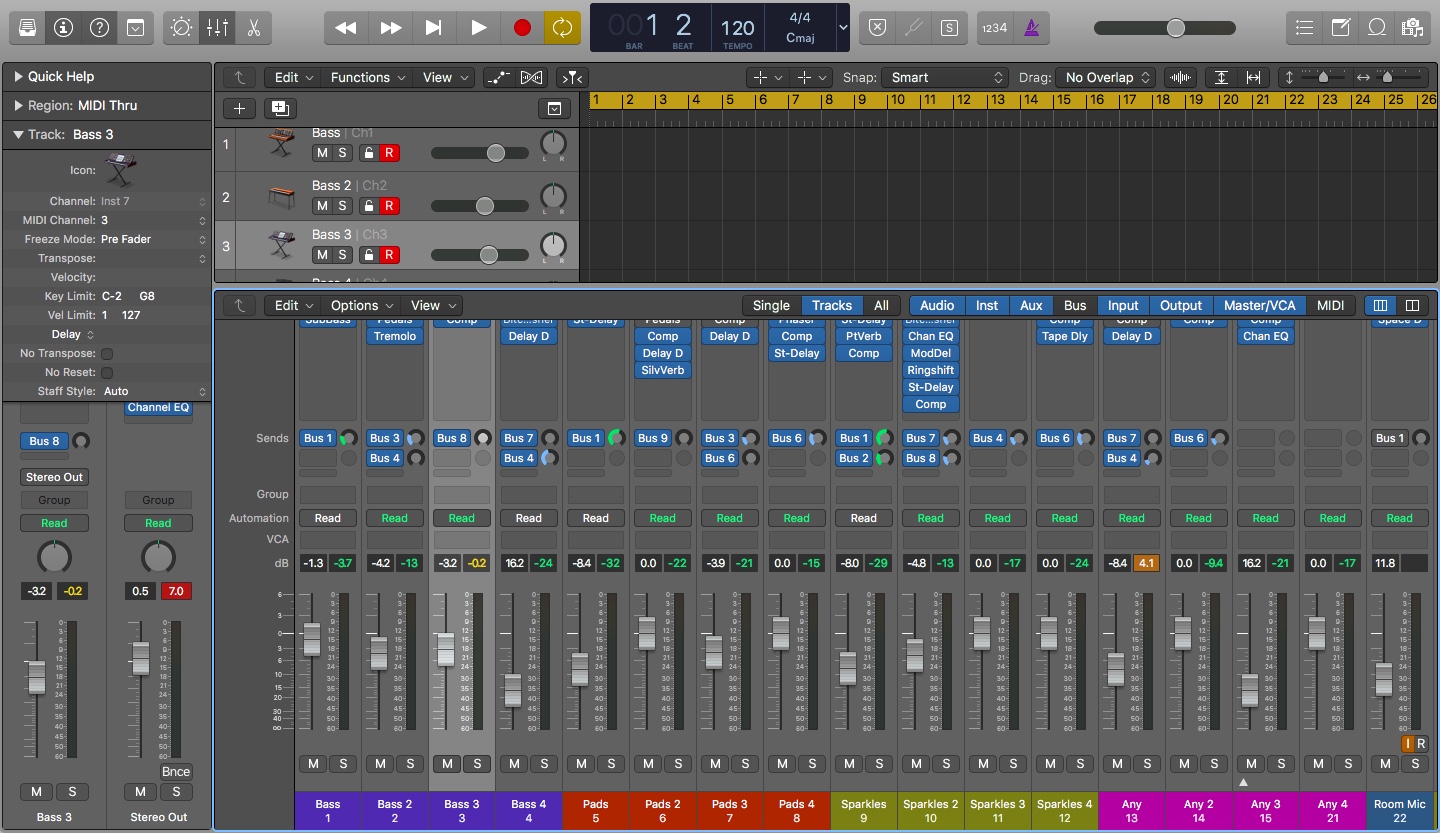 1 2
120
4/4
Cmaj
BAR BEAT TEMPO
S
1234
Quick Help
Region: MIDI Thru
Track: Bass 3
Icon:
Channel: Inst 7
MIDI Channel: 3
Freeze Mode: Pre Fader
Transpose:
Velocity:
Key Limit: C-2 G8
Vel Limit: 1 127
Delay
No Transpose:
No Reset:
Staff Style: Auto
Channel EQ
Bus 8
Stereo Out
Group Group
Read Read
-3.2 -0.2 0.5 7.0
Bnce
M S M S
Bass 3 Stereo Out
Edit Functions View Snap: Smart Drag: No Overlap
1 2 3 4 5 6 7 8 9 10 11 12 13 14 15 16 17 18 19 20 21 22 23 24 25 26
1 Bass | Ch1
M S R
L R
2 Bass 2 | Ch2
M S R
L R
3 Bass 3 | Ch3
M S R
L R
Edit Options View Single Tracks All Audio Inst Aux Bus Input Output Master/VCA MIDI
Tremolo Delay D Comp Delay D Comp PtVerb Chan EQ Tape Dly Delay D Chan EQ
Delay D St-Delay Comp ModDel
SilvVerb Ringshift
St-Delay
Comp
Sends Bus 1 Bus 3 Bus 8 Bus 7 Bus 1 Bus 9 Bus 3 Bus 6 Bus 1 Bus 7 Bus 4 Bus 6 Bus 7 Bus 6 Bus 1
Bus 4 Bus 4 Bus 6 Bus 2 Bus 8 Bus 4
Group
Automation Read Read Read Read Read Read Read Read Read Read Read Read Read Read Read Read Read
VCA
dB -1.3 -3.7 -4.2 -13 -3.2 -0.2 16.2 -24 -8.4 -32 0.0 -22 -3.9 -21 0.0 -15 -8.0 -29 -4.8 -13 0.0 -17 0.0 -24 -8.4 4.1 0.0 -9.4 16.2 -21 0.0 -17 11.8
I R
M S M S M S M S M S M S M S M S M S M S M S M S M S M S M S M S M S
Bass Bass 2 Bass 3 Bass 4 Pads Pads 2 Pads 3 Pads 4 Sparkles Sparkles 2 Sparkles 3 Sparkles 4 Any Any 2 Any 3 Any 4 Room Mic
1 2 3 4 5 6 7 8 9 10 11 12 13 14 15 21 22